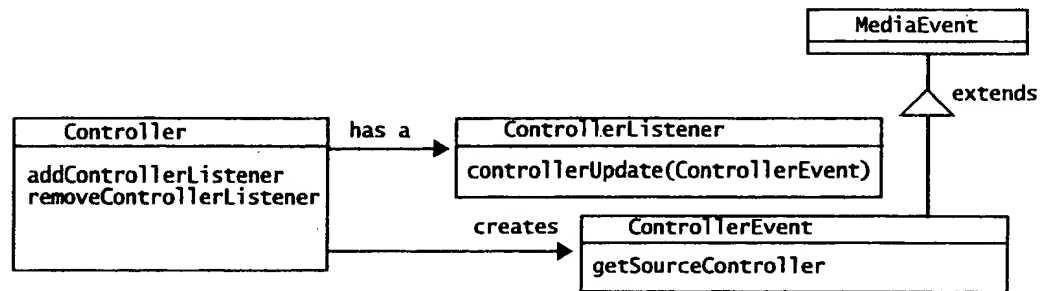 MediaEvent
extends
Controller
has a
ControllerListener
addControllerListener
removeControllerListener
controllerUpdate(ControllerEvent)
creates
ControllerEvent
getSourceController